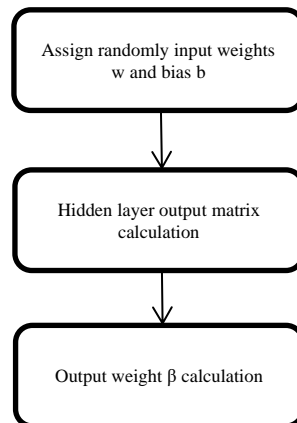 Assign randomly input weights
w and bias b
Hidden layer output matrix
calculation
Output weight β calculation